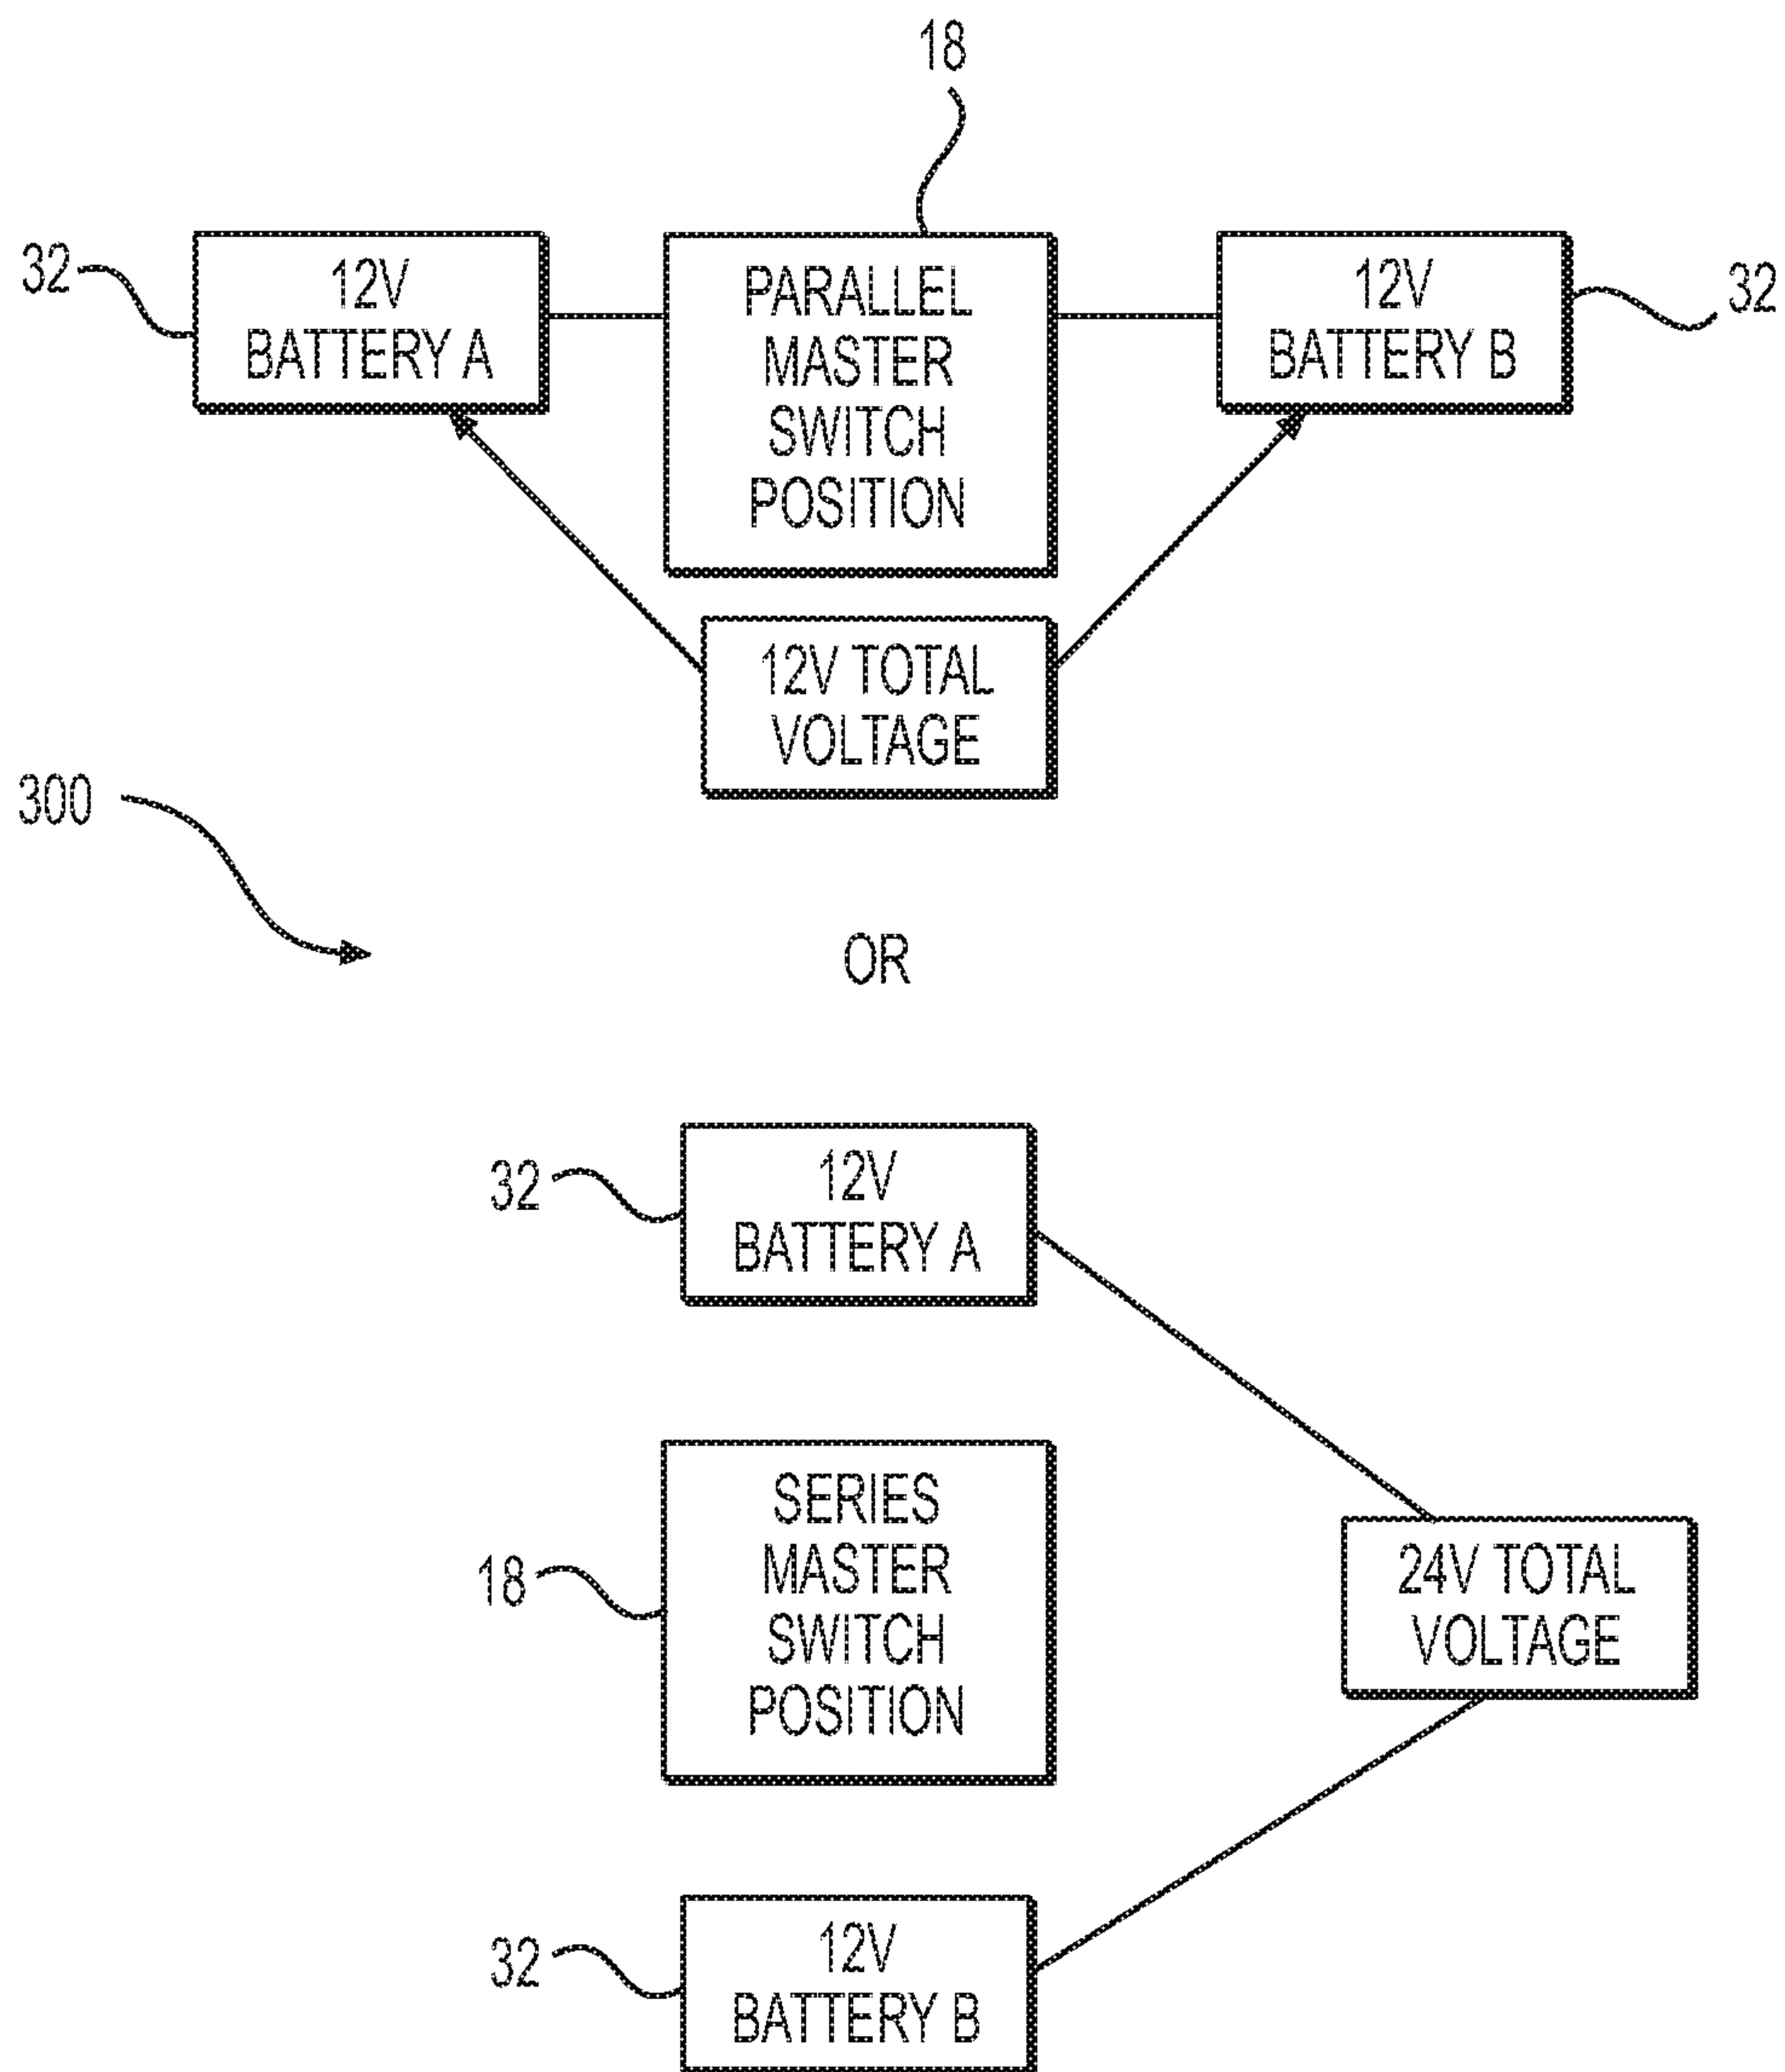 18
32
12V
BATTERY A
PARALLEL
MASTER
SWITCH
POSITION
12V
BATTERY B
32
12V TOTAL
VOLTAGE
300
OR
32
12V
BATTERY A
18
SERIES
MASTER
SWITCH
POSITION
24V TOTAL
VOLTAGE
32
12V
BATTERY B